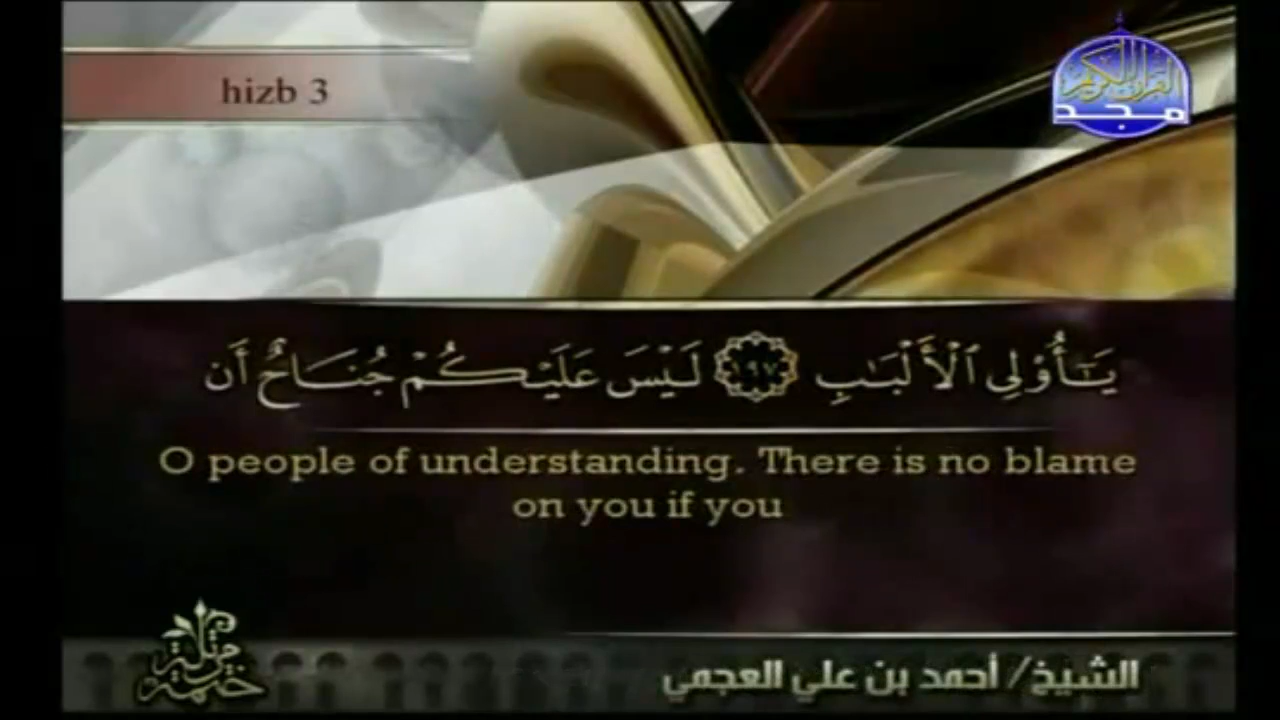 hizb 3
القرآن الكريم
مجد
يَـٰٓأُو۟لِى ٱلْأَلْبَـٰبِ ١٩٧ لَيْسَ عَلَيْكُمْ جُنَاحٌ أَن
O people of understanding. There is no blame
on you if you
ختمة
مرتلة
الشيخ/ أحمد بن علي العجمي